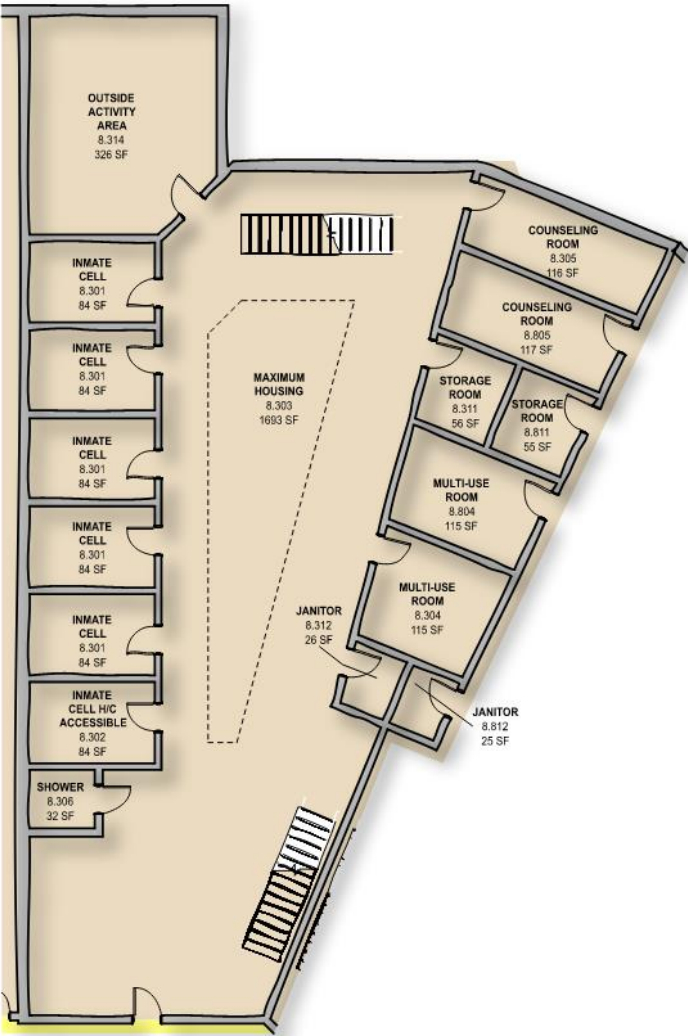 OUTSIDE
ACTIVITY
AREA
8.314
326 SF
COUNSELING
ROOM
8.305
116 SF
INMATE
CELL
8.301
84 SF
COUNSELING
ROOM
8.805
117 SF
INMATE
CELL
8.301
84 SF
MAXIMUM
HOUSING
8.303
1693 SF
STORAGE
ROOM
8.311
56 SF
STORAGE
ROOM
8.811
55 SF
INMATE
CELL
8.301
84 SF
MULTI-USE
ROOM
8.804
115 SF
INMATE
CELL
8.301
84 SF
MULTI-USE
ROOM
8.304
115 SF
INMATE
CELL
8.301
84 SF
JANITOR
8.312
26 SF
INMATE
CELL H/C
ACCESSIBLE
8.302
84 SF
JANITOR
8.812
25 SF
SHOWER
8.306
32 SF